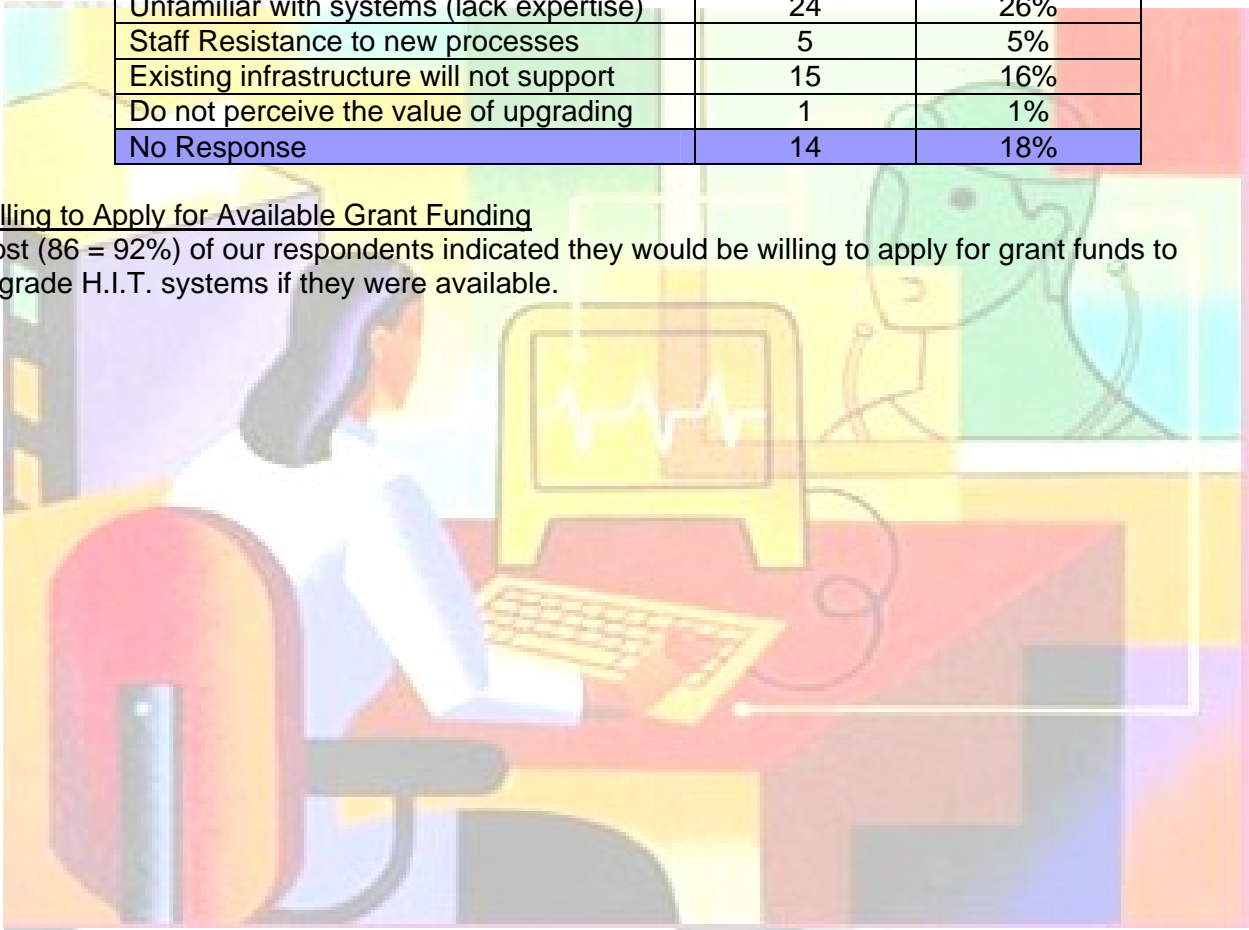 Unfamiliar with systems (lack expertise) 24 26%
Staff Resistance to new processes 5 5%
Existing infrastructure will not support 15 16%
Do not perceive the value of upgrading 1 1%
No Response 14 18%
lling to Apply for Available Grant Funding
ost (86 = 92%) of our respondents indicated they would be willing to apply for grant funds to
grade H.I.T. systems if they were available.